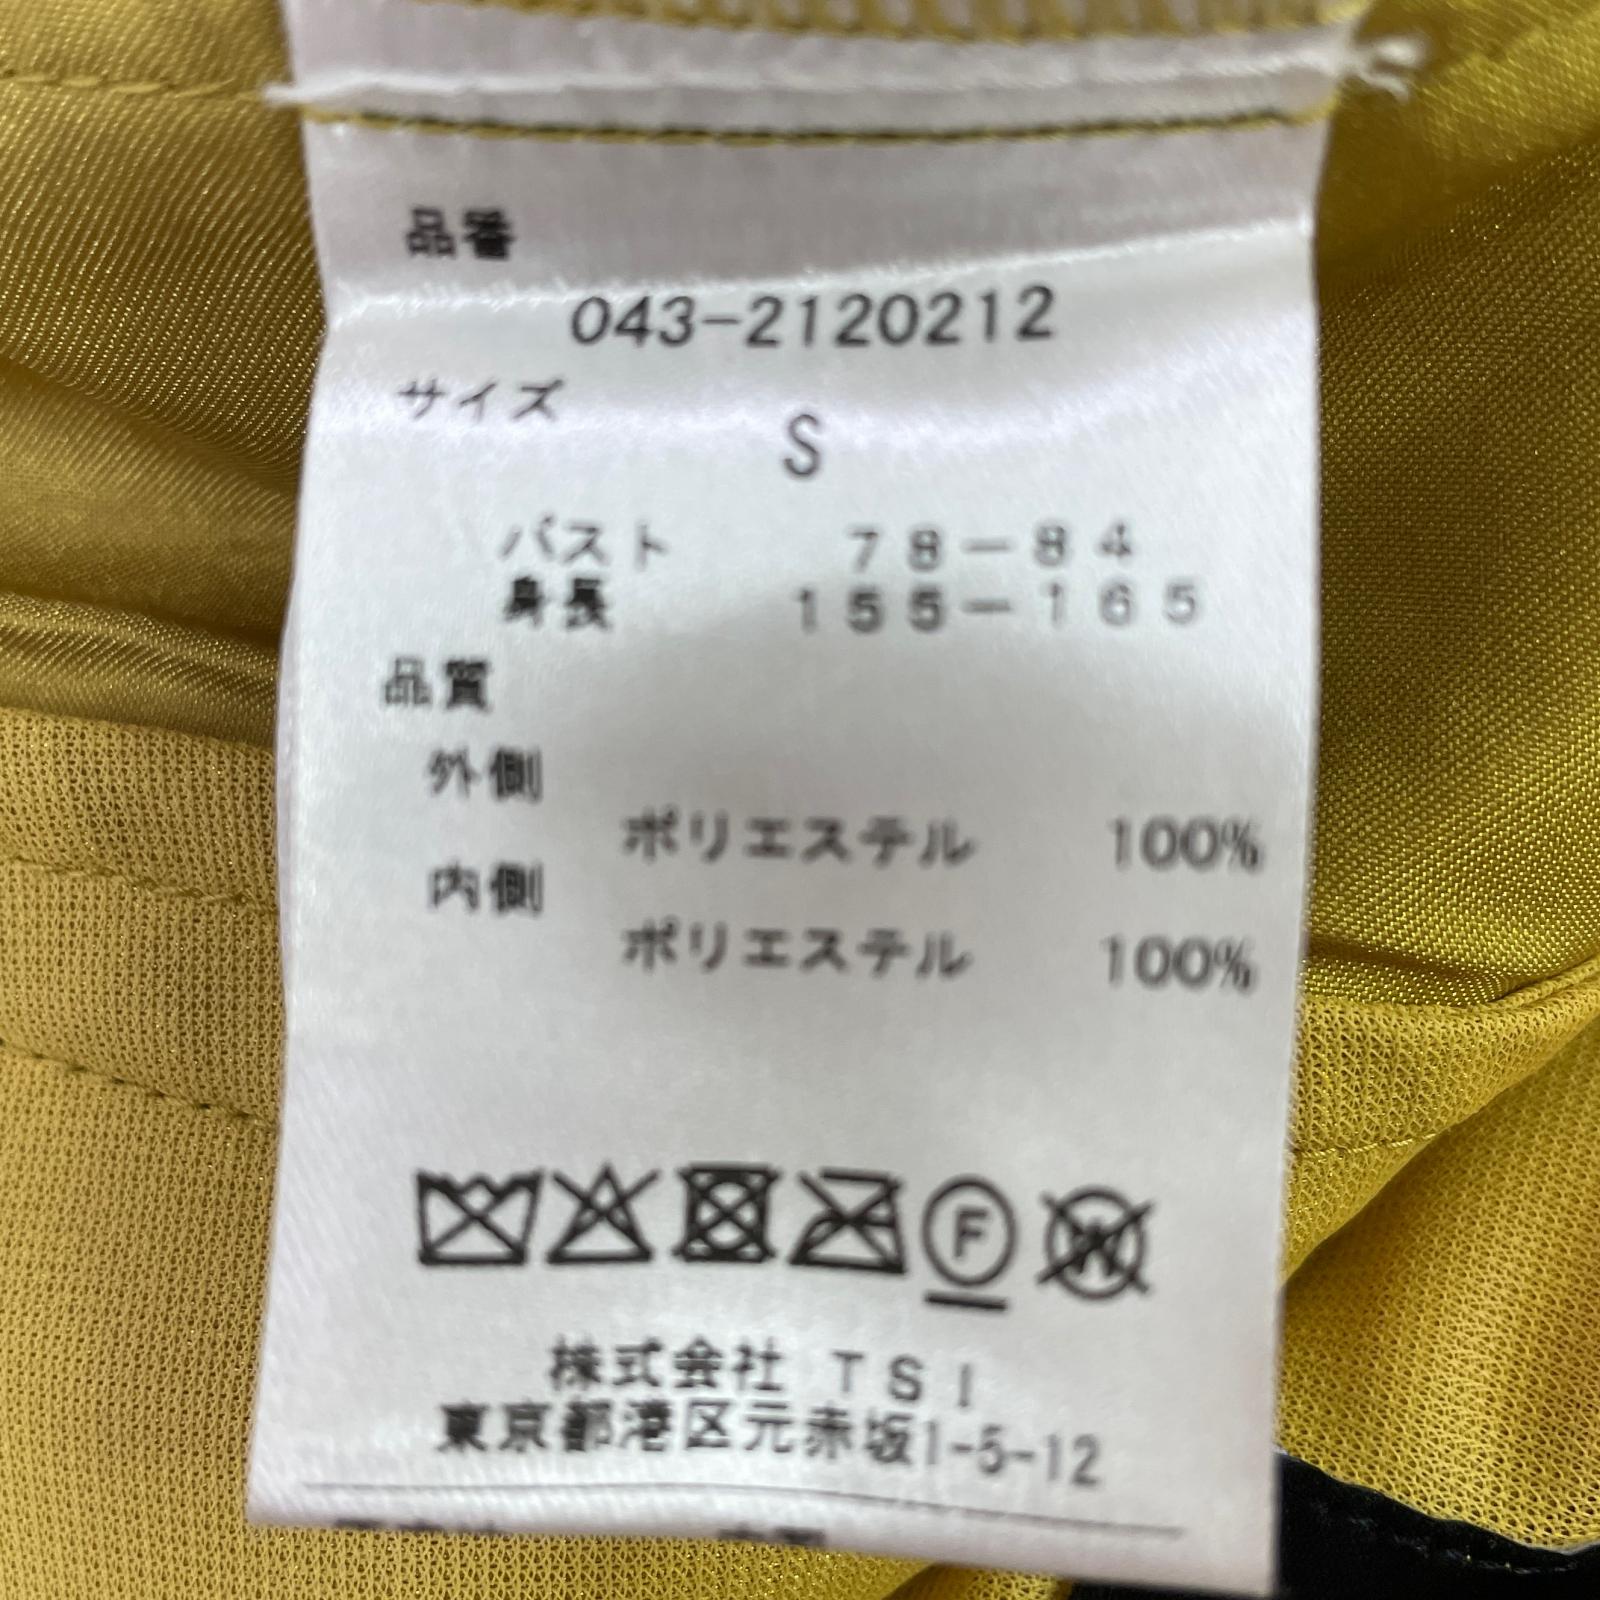 品番
043-2120212
サイズ
S
バスト 78-84
身長 155-165
品質
外側
ポリエステル 100%
内側
ポリエステル 100%
F
W
株式会社 TSI
東京都港区元赤坂1-5-12